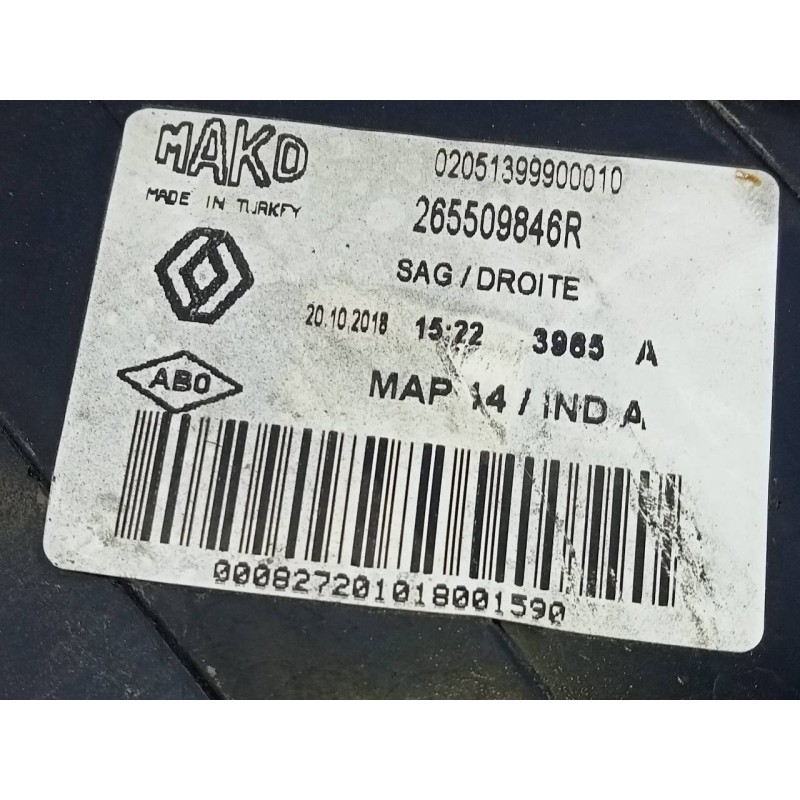 MAKO
MADE IN TURKEY
02051399900010
265509846R
SAG/DROITE
20.10.2018 15:22 3965 A
ABO
MAP 14 / IND A
000827201018001590